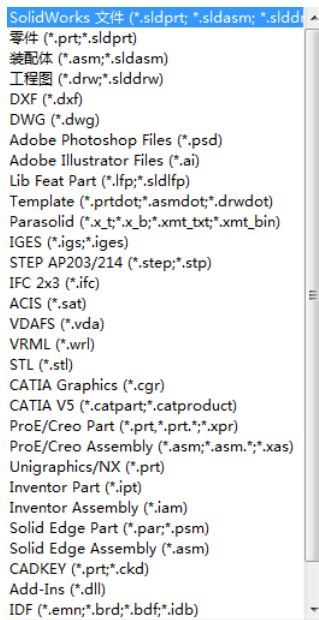 SolidWorks 文件 (*.sldprt; *.sldasm; *.slddr
零件 (*.prt;*.sldprt)
装配体 (*.asm;*.sldasm)
工程图 (*.drw;*.slddrw)
DXF (*.dxf)
DWG (*.dwg)
Adobe Photoshop Files (*.psd)
Adobe Illustrator Files (*.ai)
Lib Feat Part (*.lfp;*.sldlfp)
Template (*.prtdot;*.asmdot;*.drwdot)
Parasolid (*.x_t;*.x_b;*.xmt_txt;*.xmt_bin)
IGES (*.igs;*.iges)
STEP AP203/214 (*.step;*.stp)
IFC 2x3 (*.ifc)
ACIS (*.sat)
VDAFS (*.vda)
VRML (*.wrl)
STL (*.stl)
CATIA Graphics (*.cgr)
CATIA V5 (*.catpart;*.catproduct)
ProE/Creo Part (*.prt,*.prt.*;*.xpr)
ProE/Creo Assembly (*.asm;*.asm.*;*.xas)
Unigraphics/NX (*.prt)
Inventor Part (*.ipt)
Inventor Assembly (*.iam)
Solid Edge Part (*.par;*.psm)
Solid Edge Assembly (*.asm)
CADKEY (*.prt;*.ckd)
Add-Ins (*.dll)
IDF (*.emn;*.brd;*.bdf;*.idb)